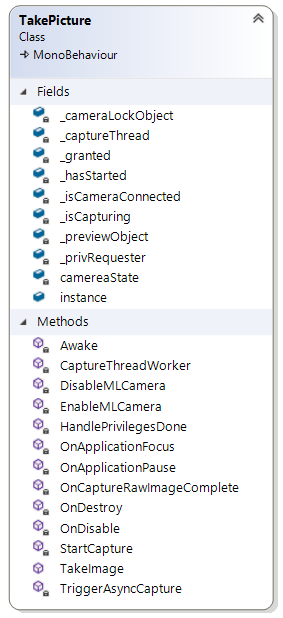 TakePicture
Class
MonoBehaviour
Fields
_cameraLockObject
_captureThread
_granted
_hasStarted
_isCameraConnected
_isCapturing
_previewObject
_privRequester
camereaState
instance
Methods
Awake
CaptureThreadWorker
DisableMLCamera
EnableMLCamera
HandlePrivilegesDone
OnApplicationFocus
OnApplicationPause
OnCaptureRawImageComplete
OnDestroy
OnDisable
StartCapture
TakeImage
TriggerAsyncCapture